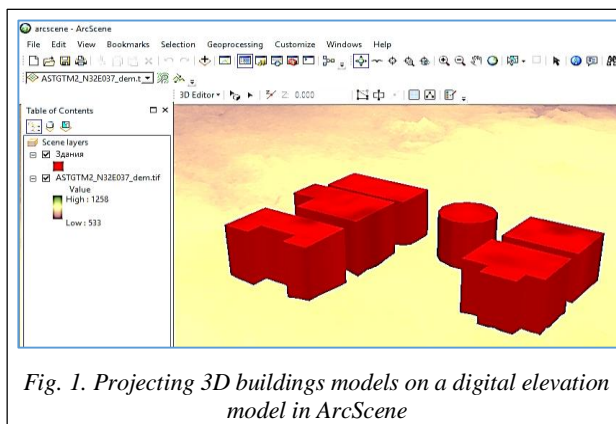 arcscene - ArcScene
File Edit View Bookmarks Selection Geoprocessing Customize Windows Help
ASTGTM2_N32E037_dem.t
3D Editor Z: 0.000
Table of Contents
Scene layers
Здания
ASTGTM2_N32E037_dem.tif
Value
High : 1258
Low : 533
Fig. 1. Projecting 3D buildings models on a digital elevation
model in ArcScene